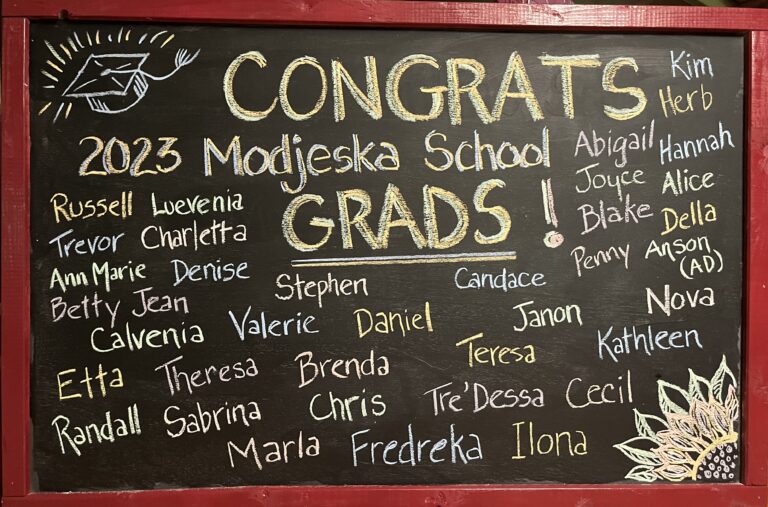 CONGRATS
2023 Modjeska School
GRADS!
Kim
Herb
Abigail Hannah
Joyce Alice
Blake Della
Penny Anson
(AD)
Russell Luevenia
Trevor Charletta
Ann Marie Denise
Betty Jean
Stephen Candace
Calvenia Valerie Daniel Janon Nova
Etta Theresa Brenda Teresa Kathleen
Randall Sabrina Chris Tre'Dessa Cecil
Marla Fredreka Ilona